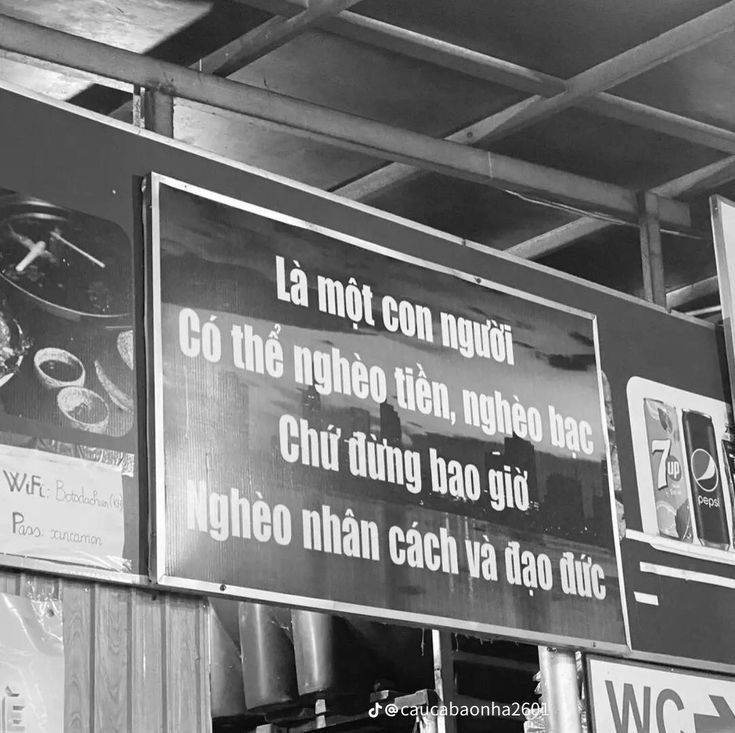 Là một con người
Có thể nghèo tiền, nghèo bạc
Chứ đừng bao giờ
Nghèo nhân cách và đạo đức
WiFi:
Pass: xincamon
7up
pepsi
WC
@caucabaonha2601